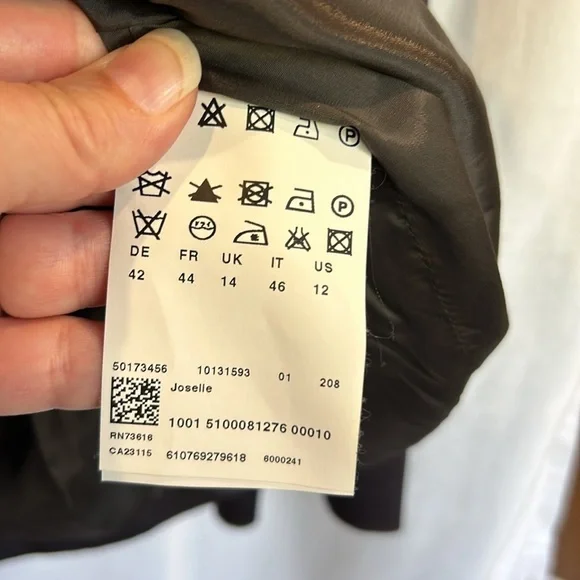 P
P
DE FR UK IT US
42 44 14 46 12
50173456 10131593 01 208
Joselle
1001 5100081276 00010
RN73616
CA23115 610769279618 6000241